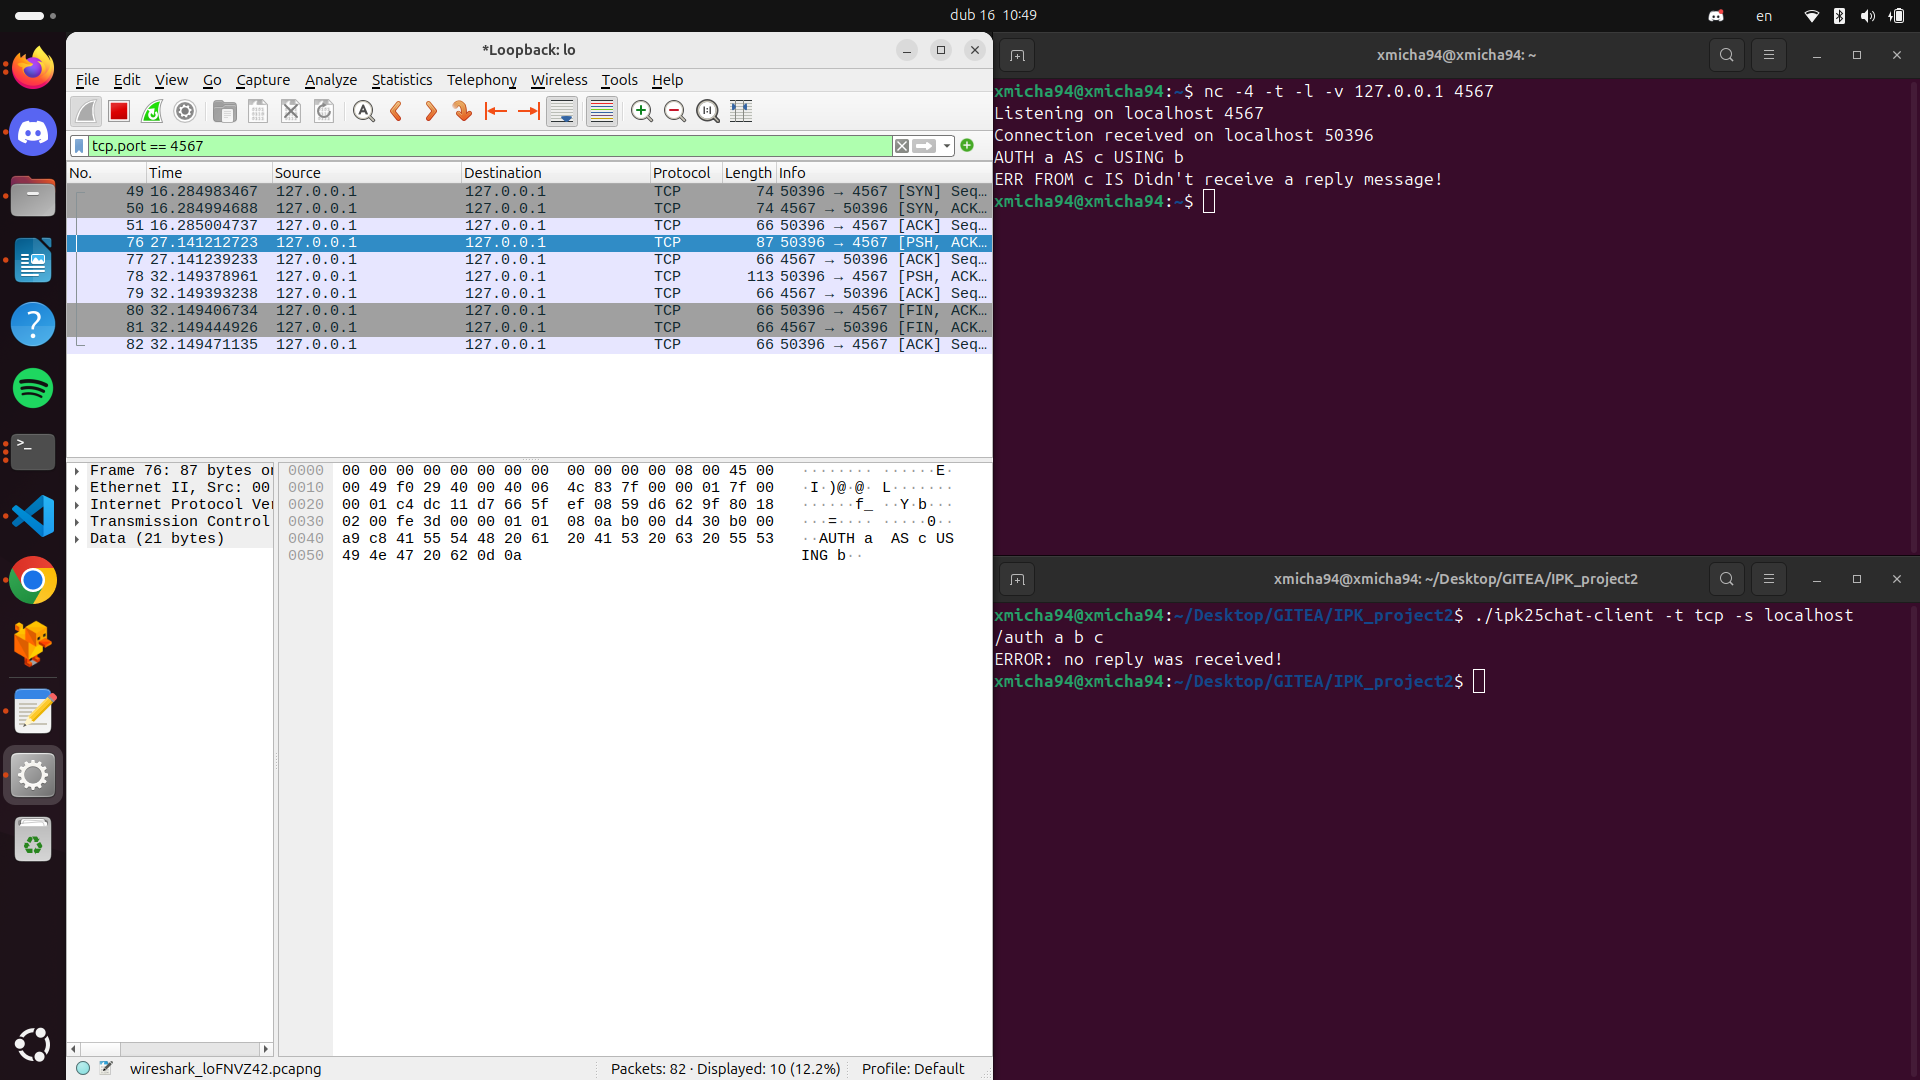 dub 16 10:49
en
*Loopback: lo
File Edit View Go Capture Analyze Statistics Telephony Wireless Tools Help
tcp.port == 4567
No. Time Source Destination Protocol Length Info
49 16.284983467 127.0.0.1 127.0.0.1 TCP 74 50396 → 4567 [SYN] Seq…
50 16.284994688 127.0.0.1 127.0.0.1 TCP 74 4567 → 50396 [SYN, ACK…
51 16.285004737 127.0.0.1 127.0.0.1 TCP 66 50396 → 4567 [ACK] Seq…
76 27.141212723 127.0.0.1 127.0.0.1 TCP 87 50396 → 4567 [PSH, ACK…
77 27.141239233 127.0.0.1 127.0.0.1 TCP 66 4567 → 50396 [ACK] Seq…
78 32.149378961 127.0.0.1 127.0.0.1 TCP 113 50396 → 4567 [PSH, ACK…
79 32.149393238 127.0.0.1 127.0.0.1 TCP 66 4567 → 50396 [ACK] Seq…
80 32.149406734 127.0.0.1 127.0.0.1 TCP 66 50396 → 4567 [FIN, ACK…
81 32.149444926 127.0.0.1 127.0.0.1 TCP 66 4567 → 50396 [FIN, ACK…
82 32.149471135 127.0.0.1 127.0.0.1 TCP 66 50396 → 4567 [ACK] Seq…
Frame 76: 87 bytes on
Ethernet II, Src: 00
Internet Protocol Ver
Transmission Control
Data (21 bytes)
0000 00 00 00 00 00 00 00 00 00 00 00 00 08 00 45 00 ········ ······E·
0010 00 49 f0 29 40 00 40 06 4c 83 7f 00 00 01 7f 00 ·I·)@·@· L·······
0020 00 01 c4 dc 11 d7 66 5f ef 08 59 d6 62 9f 80 18 ······f_ ··Y·b···
0030 02 00 fe 3d 00 00 01 01 08 0a b0 00 d4 30 b0 00 ···=···· ·····0··
0040 a9 c8 41 55 54 48 20 61 20 41 53 20 63 20 55 53 ··AUTH a AS c US
0050 49 4e 47 20 62 0d 0a ING b··
wireshark_loFNVZ42.pcapng
Packets: 82 · Displayed: 10 (12.2%)
Profile: Default
xmicha94@xmicha94: ~
xmicha94@xmicha94:~$ nc -4 -t -l -v 127.0.0.1 4567
Listening on localhost 4567
Connection received on localhost 50396
AUTH a AS c USING b
ERR FROM c IS Didn't receive a reply message!
xmicha94@xmicha94:~$
xmicha94@xmicha94: ~/Desktop/GITEA/IPK_project2
xmicha94@xmicha94:~/Desktop/GITEA/IPK_project2$ ./ipk25chat-client -t tcp -s localhost
/auth a b c
ERROR: no reply was received!
xmicha94@xmicha94:~/Desktop/GITEA/IPK_project2$